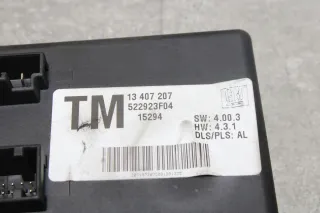 TM
13 407 207
522923F04
15294
SW: 4.00.3
HW: 4.3.1
DLS/PLS: AL